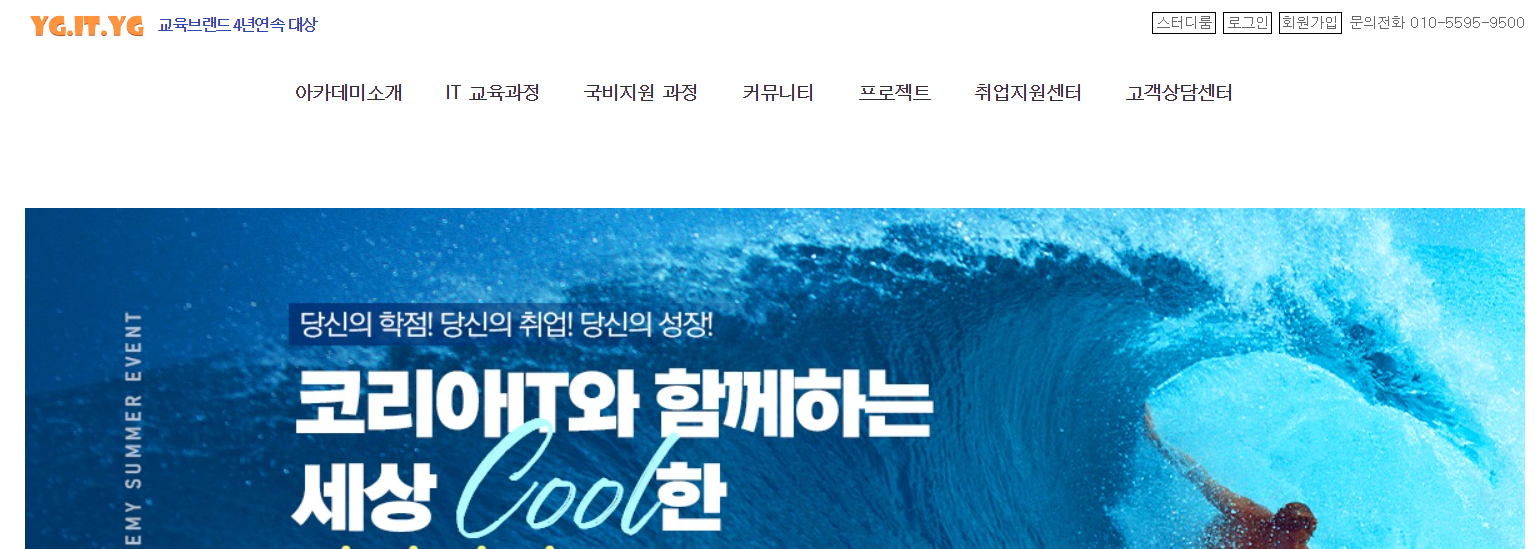 YG.IT.YG 교육브랜드 4년연속 대상
스터디룸 로그인 회원가입 문의전화 010-5595-9500
아카데미소개 IT 교육과정 국비지원 과정 커뮤니티 프로젝트 취업지원센터 고객상담센터
EMY SUMMER EVENT
당신의 학점! 당신의 취업! 당신의 성장!
코리아IT와 함께하는
세상 Cool한